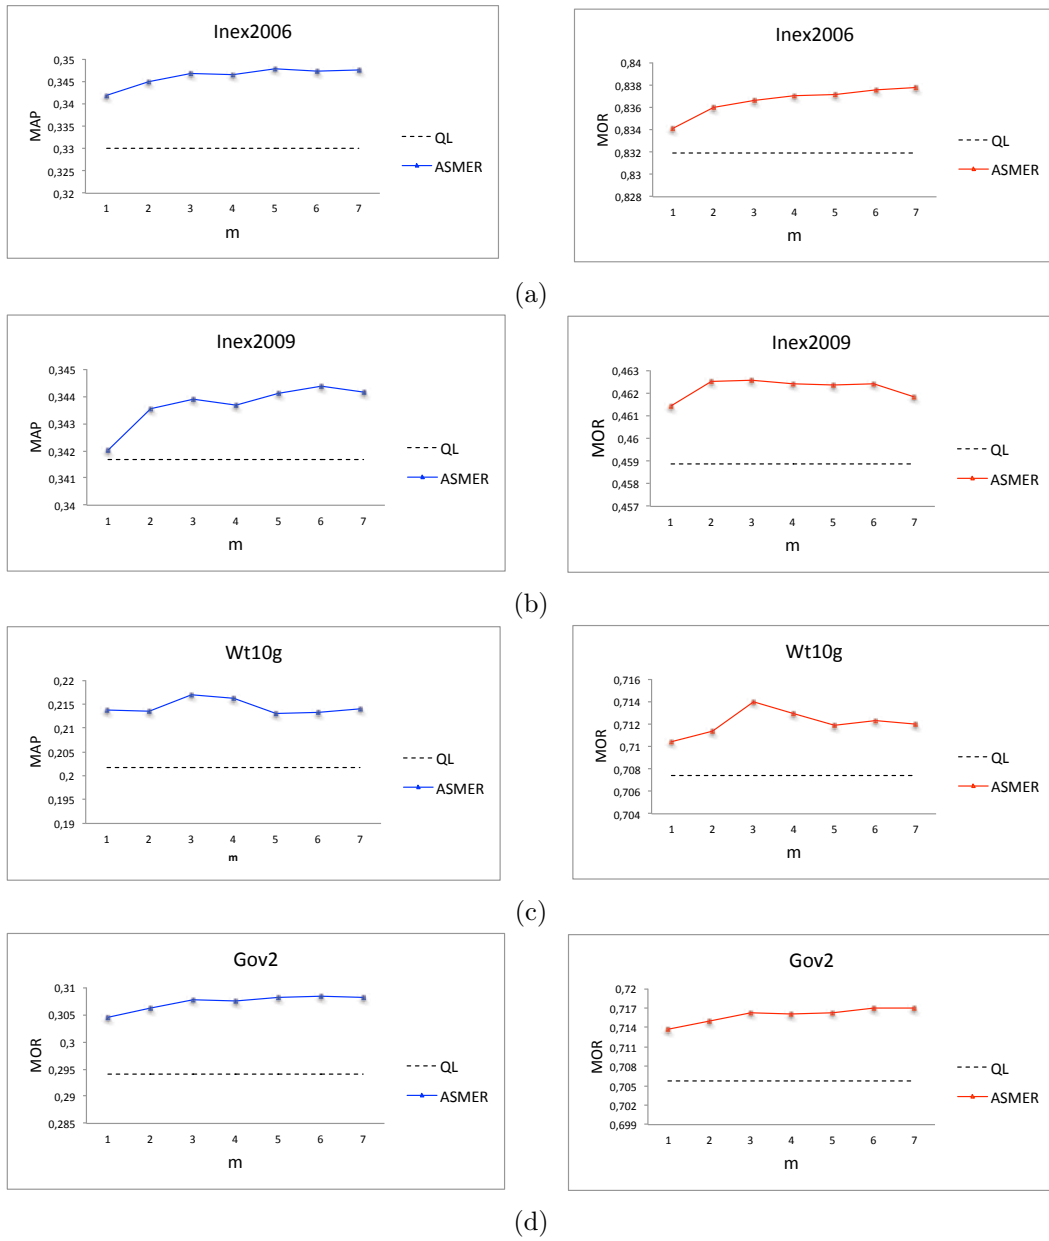 Inex2006
0,35
0,345
0,34
0,335
0,33
0,325
0,32
MAP
1 2 3 4 5 6 7
m
QL
ASMER
Inex2006
0,84
0,838
0,836
0,834
0,832
0,83
0,828
MOR
1 2 3 4 5 6 7
m
QL
ASMER
(a)
Inex2009
0,345
0,344
0,343
0,342
0,341
0,34
MAP
1 2 3 4 5 6 7
m
QL
ASMER
Inex2009
0,463
0,462
0,461
0,46
0,459
0,458
0,457
MOR
1 2 3 4 5 6 7
m
QL
ASMER
(b)
Wt10g
0,22
0,215
0,21
0,205
0,2
0,195
0,19
MAP
1 2 3 4 5 6 7
m
QL
ASMER
Wt10g
0,716
0,714
0,712
0,71
0,708
0,706
0,704
MOR
1 2 3 4 5 6 7
m
QL
ASMER
(c)
Gov2
0,31
0,305
0,3
0,295
0,29
0,285
MOR
1 2 3 4 5 6 7
m
QL
ASMER
Gov2
0,72
0,717
0,714
0,711
0,708
0,705
0,702
0,699
MOR
1 2 3 4 5 6 7
m
QL
ASMER
(d)